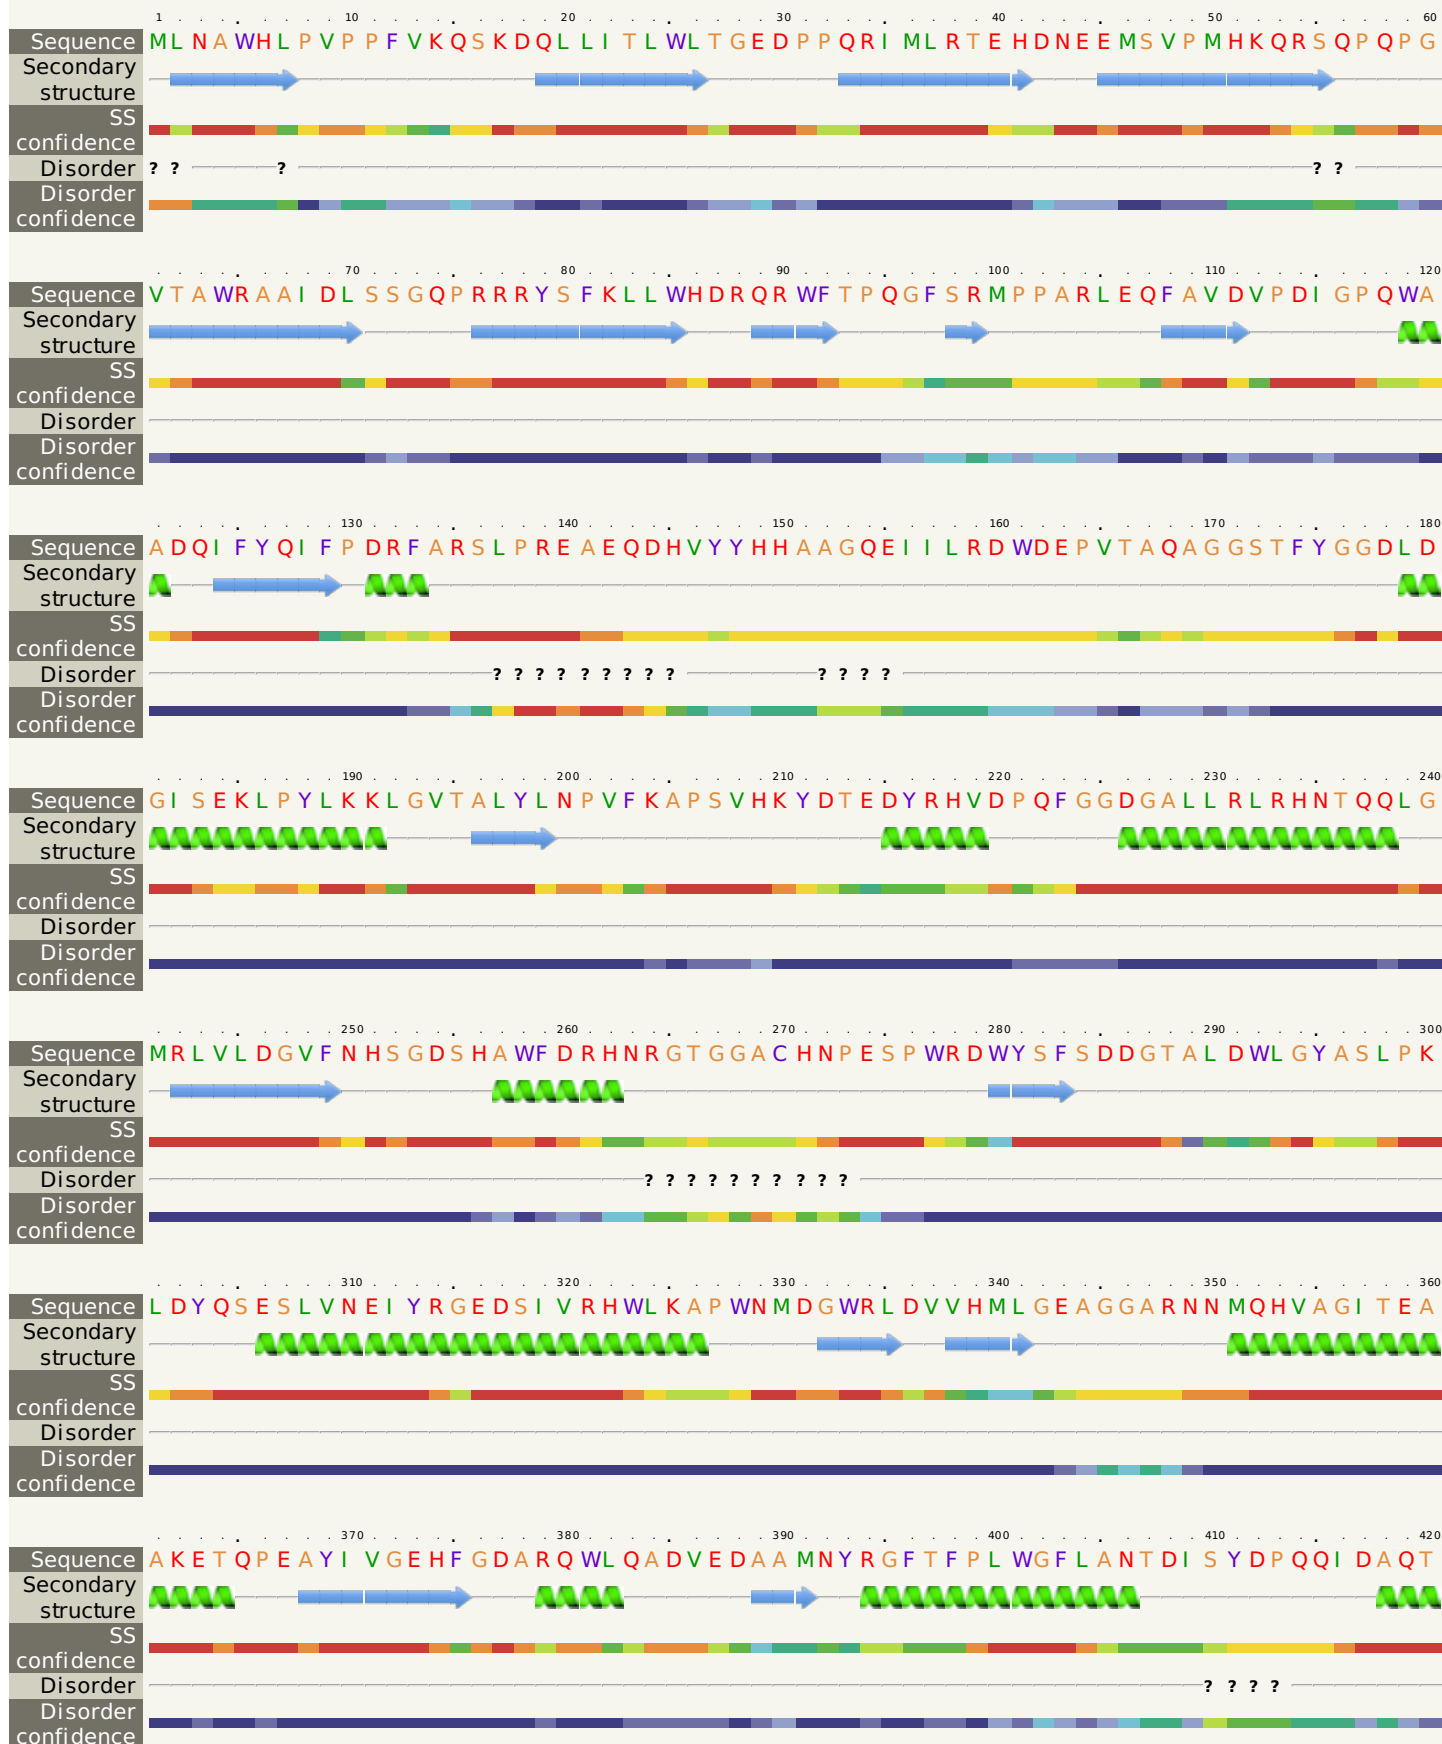 1 10 20 30 40 50 60
Sequence MLNAWHLPVPPFVKQSKDQLLITLWLTGEDPPQRIMLRTEHDNEEMSVPMHKQRSQPQPG
Secondary
structure
SS
confidence
Disorder ? ? ? ? ?
Disorder
confidence
70 80 90 100 110 120
Sequence VTAWRAAIDLSSGQPRRRYSFKLLWHDRQRWFTPQGFSRMPPARLEQFAVDVPDIGPQWA
Secondary
structure
SS
confidence
Disorder
Disorder
confidence
130 140 150 160 170 180
Sequence ADQIFYQIFPDRFARSLPREAEQDHVYYHHAAGQEIILRDWDEPVTAQAGGSTFYGGDLD
Secondary
structure
SS
confidence
Disorder ? ? ? ? ? ? ? ? ? ? ? ? ?
Disorder
confidence
190 200 210 220 230 240
Sequence GISEKLPYLKKLGVTALYLNPVFKAPSVHKYDTEDYRHVDPQFGGDGALLRLRHNTQQLG
Secondary
structure
SS
confidence
Disorder
Disorder
confidence
250 260 270 280 290 300
Sequence MRLVLDGVFNHSGDSHAWFDRHNRGTGGACHNPESPWRDWYSFSDDGTALDWLGYASLPK
Secondary
structure
SS
confidence
Disorder ? ? ? ? ? ? ? ? ? ?
Disorder
confidence
310 320 330 340 350 360
Sequence LDYQSESLVNEIYRGEDSIVRHWLKAPWNMDGWRLDVVHMLGEAGGARNNMQHVAGITEA
Secondary
structure
SS
confidence
Disorder
Disorder
confidence
370 380 390 400 410 420
Sequence AKETQPEAYIVGEHFGDARQWLQADVEDAAMNYRGFTFPLWGFLANTDISYDPQQIDAQT
Secondary
structure
SS
confidence
Disorder ? ? ? ?
Disorder
confidence